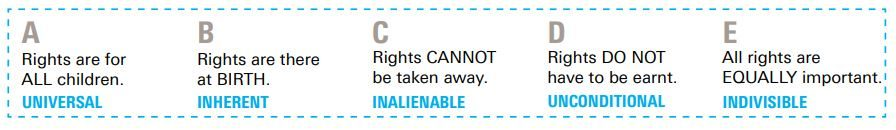 A
Rights are for
ALL children.
UNIVERSAL
B
Rights are there
at BIRTH.
INHERENT
C
Rights CANNOT
be taken away.
INALIENABLE
D
Rights DO NOT
have to be earnt.
UNCONDITIONAL
E
All rights are
EQUALLY important.
INDIVISIBLE